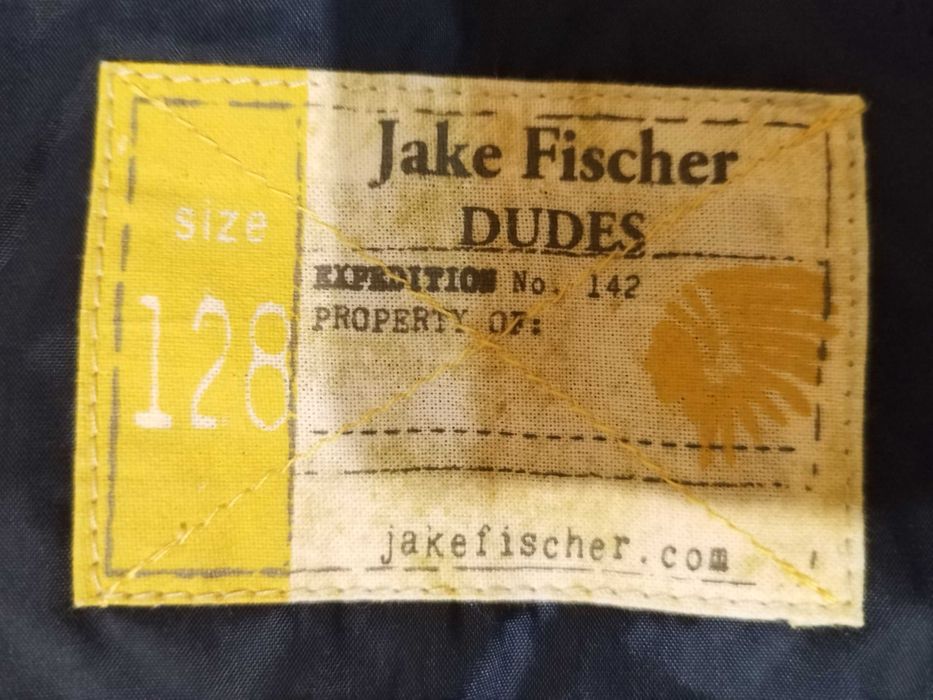 size
128
Jake Fischer
DUDES
EXPEDITION No. 142
PROPERTY OF:
jakefischer.com